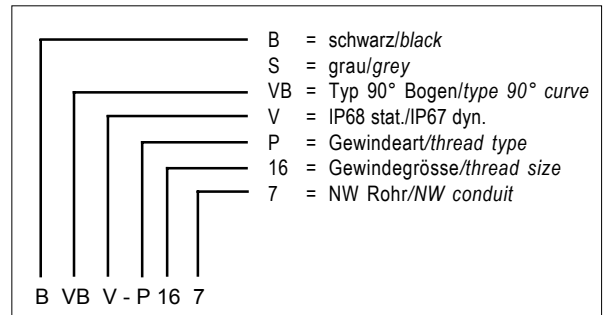 B = schwarz/black
S = grau/grey
VB = Typ 90° Bogen/type 90° curve
V = IP68 stat./IP67 dyn.
P = Gewindeart/thread type
16 = Gewindegrösse/thread size
7 = NW Rohr/NW conduit
B VB V - P 16 7